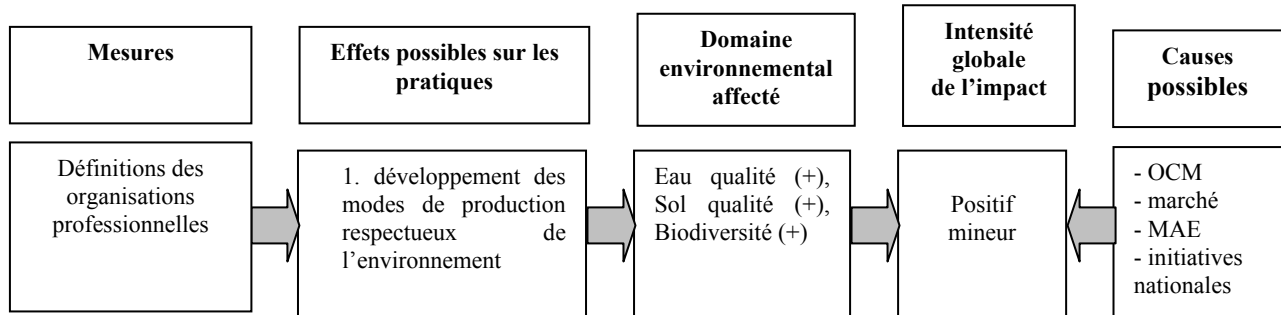 Mesures
Effets possibles sur les
pratiques
Domaine
environnemental
affecté
Intensité
globale
de l’impact
Causes
possibles
Définitions des
organisations
professionnelles
1. développement des
modes de production
respectueux de
l’environnement
Eau qualité (+),
Sol qualité (+),
Biodiversité (+)
Positif
mineur
- OCM
- marché
- MAE
- initiatives
nationales